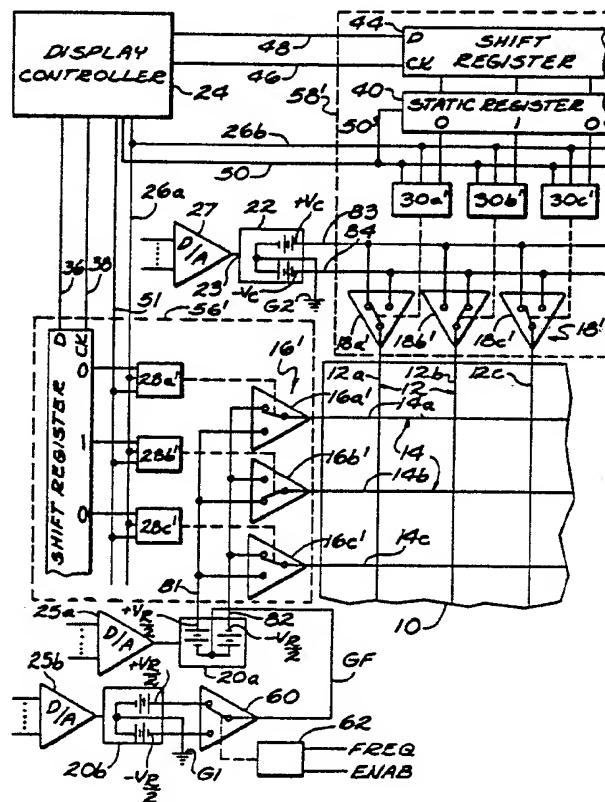 DISPLAY
CONTROLLER
24
48
46
44
D
SHIFT
CK
REGISTER
58'
40
STATIC REGISTER
50'
0 1 0
26b
50
30a' 30b' 30c'
26a
27
D/A
23
22
+Vc
-Vc
83
84
G2
18a' 18b' 18c' 18'
36
38
51
56'
D
CK
SHIFT REGISTER
0
1
0
28a'
28b'
28c'
16'
16a'
16b'
16c'
12a 12 12b 12c
14a
14
14b
14c
10
81
82
25a
D/A
+VR/2
-VR/2
20a
GF
25b
D/A
+VR/2
-VR/2
20b
G1
60
62
FREQ
ENAB